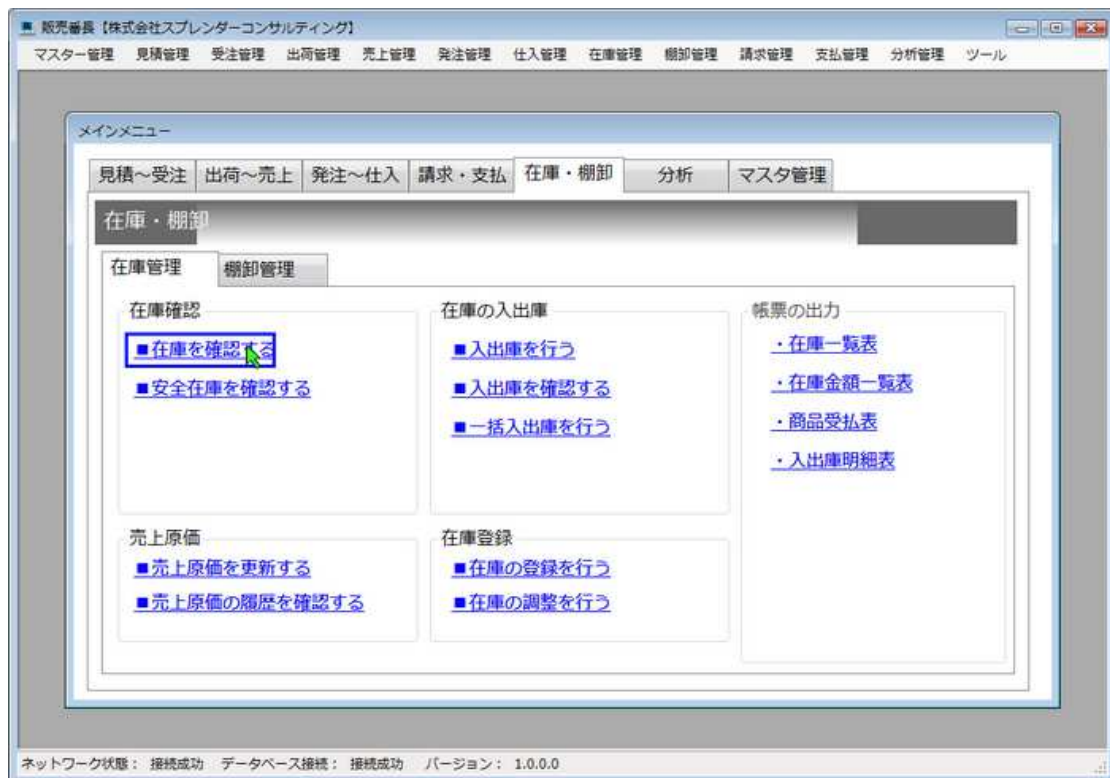 販売番長【株式会社スプレンダーコンサルティング】
マスター管理 見積管理 受注管理 出荷管理 売上管理 発注管理 仕入管理 在庫管理 棚卸管理 請求管理 支払管理 分析管理 ツール
メインメニュー
見積～受注 出荷～売上 発注～仕入 請求・支払 在庫・棚卸 分析 マスタ管理
在庫・棚卸
在庫管理 棚卸管理
在庫確認
■在庫を確認する
■安全在庫を確認する
在庫の入出庫
■入出庫を行う
■入出庫を確認する
■一括入出庫を行う
帳票の出力
・在庫一覧表
・在庫金額一覧表
・商品受払表
・入出庫明細表
売上原価
■売上原価を更新する
■売上原価の履歴を確認する
在庫登録
■在庫の登録を行う
■在庫の調整を行う
ネットワーク状態： 接続成功 データベース接続： 接続成功 バージョン： 1.0.0.0